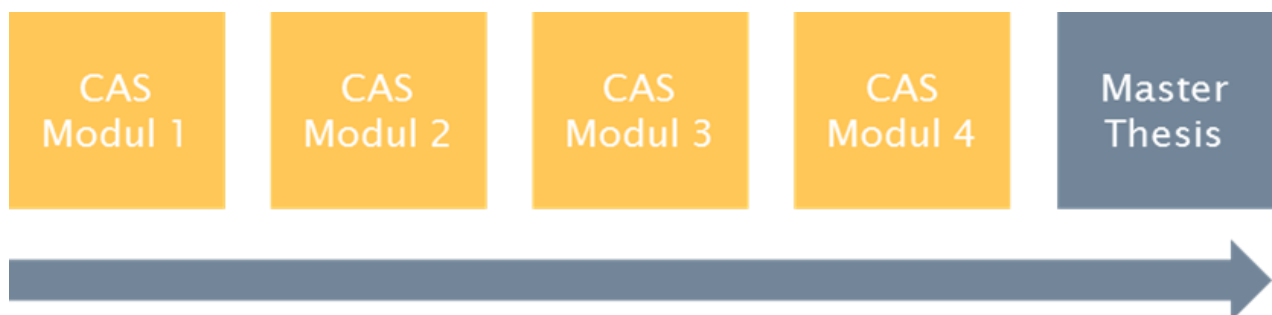 CAS
Modul 1
CAS
Modul 2
CAS
Modul 3
CAS
Modul 4
Master
Thesis